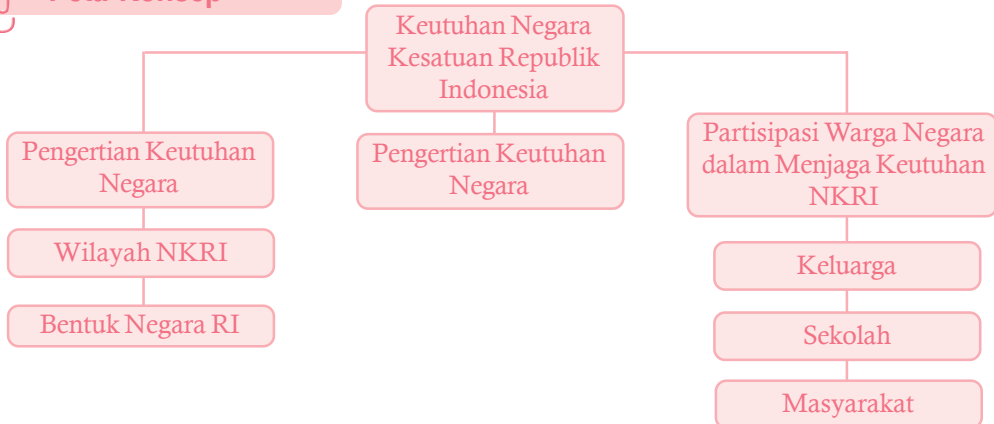 Keutuhan Negara
Kesatuan Republik
Indonesia
Pengertian Keutuhan
Negara
Wilayah NKRI
Bentuk Negara RI
Pengertian Keutuhan
Negara
Partisipasi Warga Negara
dalam Menjaga Keutuhan
NKRI
Keluarga
Sekolah
Masyarakat